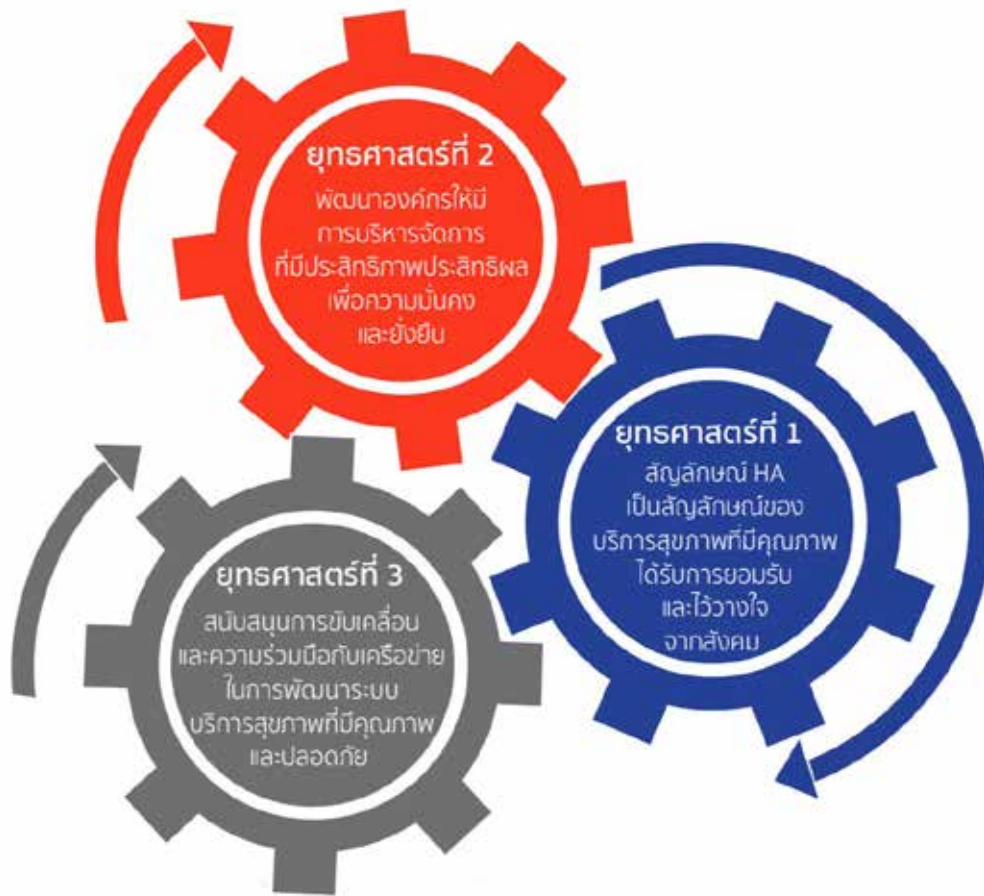 ยุทธศาสตร์ที่ 2
พัฒนาองค์กรให้มี
การบริหารจัดการ
ที่มีประสิทธิภาพประสิทธิผล
เพื่อความมั่นคง
และยั่งยืน
ยุทธศาสตร์ที่ 1
สัญลักษณ์ HA
เป็นสัญลักษณ์ของ
บริการสุขภาพที่มีคุณภาพ
ได้รับการยอมรับ
และไว้วางใจ
จากสังคม
ยุทธศาสตร์ที่ 3
สนับสนุนการขับเคลื่อน
และความร่วมมือกับเครือข่าย
ในการพัฒนาระบบ
บริการสุขภาพที่มีคุณภาพ
และปลอดภัย